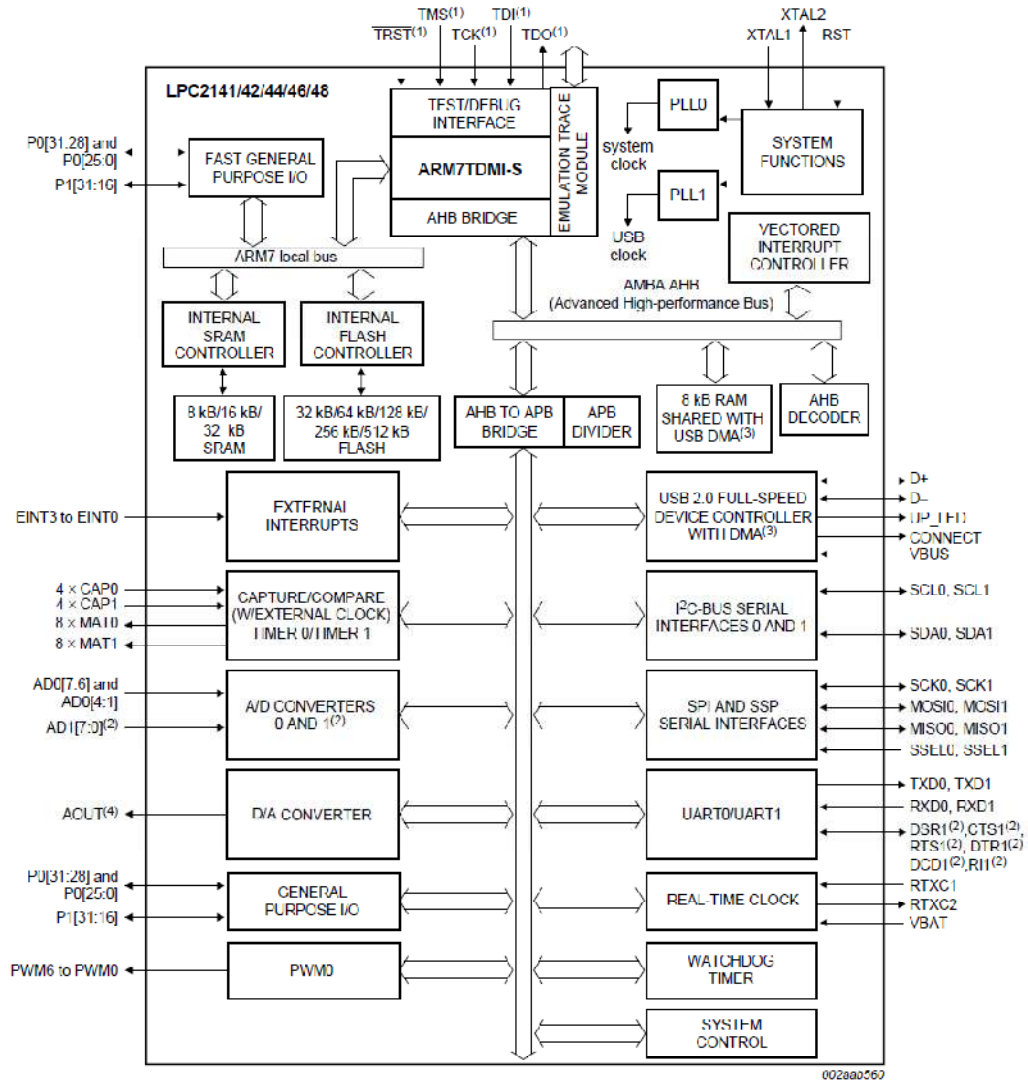 TMS(1) TDI(1)
TRST(1) TCK(1) TDO(1)
XTAL2
XTAL1 RST
LPC2141/42/44/46/48
TEST/DEBUG
INTERFACE
ARM7TDMI-S
AHB BRIDGE
EMULATION TRACE
MODULE
PLL0
system
clock
PLL1
USB
clock
SYSTEM
FUNCTIONS
VECTORED
INTERRUPT
CONTROLLER
P0[31:28] and
P0[25:0]
P1[31:16]
FAST GENERAL
PURPOSE I/O
ARM7 local bus
AMBA AHB
(Advanced High-performance Bus)
INTERNAL
SRAM
CONTROLLER
INTERNAL
FLASH
CONTROLLER
8 kB/16 kB/
32 kB
SRAM
32 kB/64 kB/128 kB/
256 kB/512 kB
FLASH
AHB TO APB
BRIDGE
APB
DIVIDER
8 kB RAM
SHARED WITH
USB DMA(3)
AHB
DECODER
EINT3 to EINT0
EXTERNAL
INTERRUPTS
USB 2.0 FULL-SPEED
DEVICE CONTROLLER
WITH DMA(3)
D+
D−
UP_LED
CONNECT
VBUS
4 × CAP0
4 × CAP1
8 × MAT0
8 × MAT1
CAPTURE/COMPARE
(W/EXTERNAL CLOCK)
TIMER 0/TIMER 1
I2C-BUS SERIAL
INTERFACES 0 AND 1
SCL0, SCL1
SDA0, SDA1
AD0[7:6] and
AD0[4:1]
AD1[7:0](2)
A/D CONVERTERS
0 AND 1(2)
SPI AND SSP
SERIAL INTERFACES
SCK0, SCK1
MOSI0, MOSI1
MISO0, MISO1
SSEL0, SSEL1
AOUT(4)
D/A CONVERTER
UART0/UART1
TXD0, TXD1
RXD0, RXD1
DSR1(2),CTS1(2),
RTS1(2), DTR1(2)
DCD1(2),RI1(2)
P0[31:28] and
P0[25:0]
P1[31:16]
GENERAL
PURPOSE I/O
REAL-TIME CLOCK
RTXC1
RTXC2
VBAT
PWM6 to PWM0
PWM0
WATCHDOG
TIMER
SYSTEM
CONTROL
002aab560